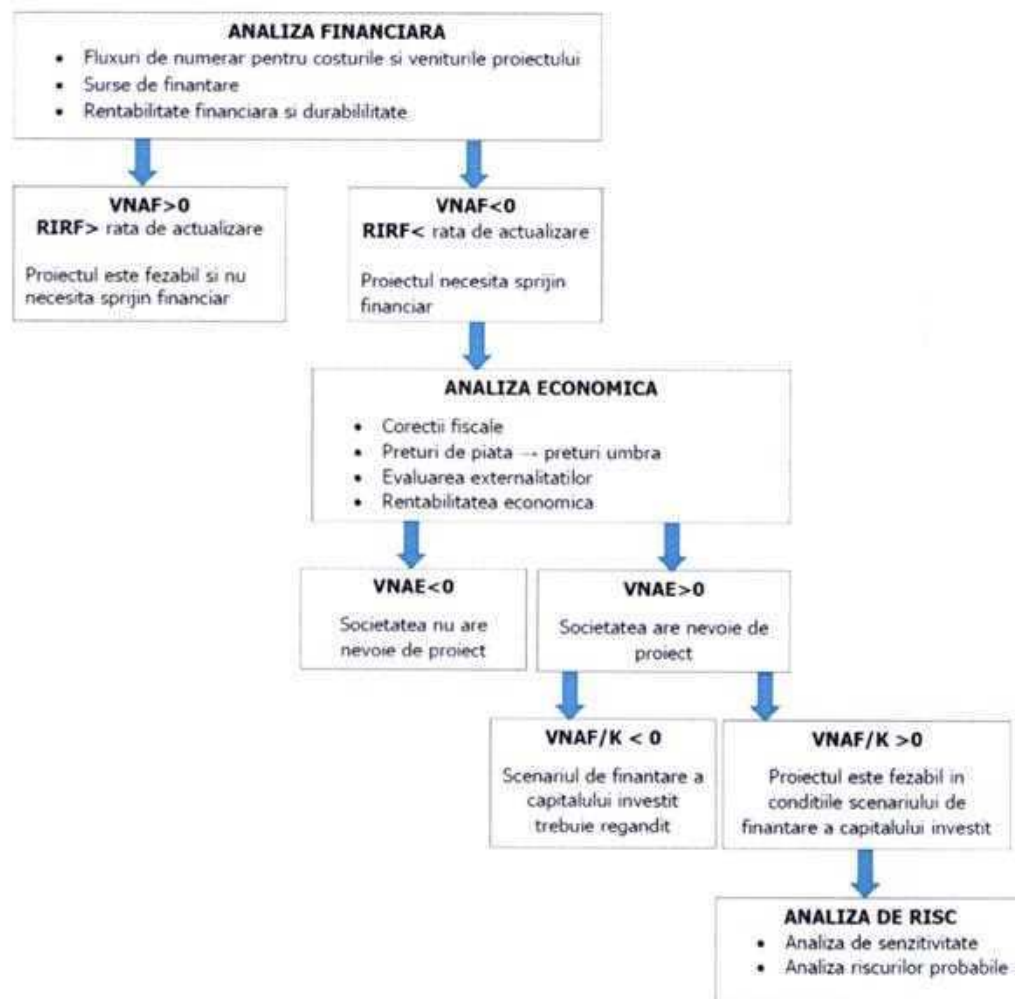 ANALIZA FINANCIARA
• Fluxuri de numerar pentru costurile si veniturile proiectului
• Surse de finantare
• Rentabilitate financiara si durabililitate
VNAF>0
RIRF> rata de actualizare
Proiectul este fezabil si nu
necesita sprijin financiar
VNAF<0
RIRF< rata de actualizare
Proiectul necesita sprijin
financiar
ANALIZA ECONOMICA
• Corectii fiscale
• Preturi de piata → preturi umbra
• Evaluarea externalitatilor
• Rentabilitatea economica
VNAE<0
Societatea nu are
nevoie de proiect
VNAE>0
Societatea are nevoie de
proiect
VNAF/K < 0
Scenariul de finantare a
capitalului investit
trebuie regandit
VNAF/K >0
Proiectul este fezabil in
conditiile scenariului de
finantare a capitalului investit
ANALIZA DE RISC
• Analiza de senzitivitate
• Analiza riscurilor probabile